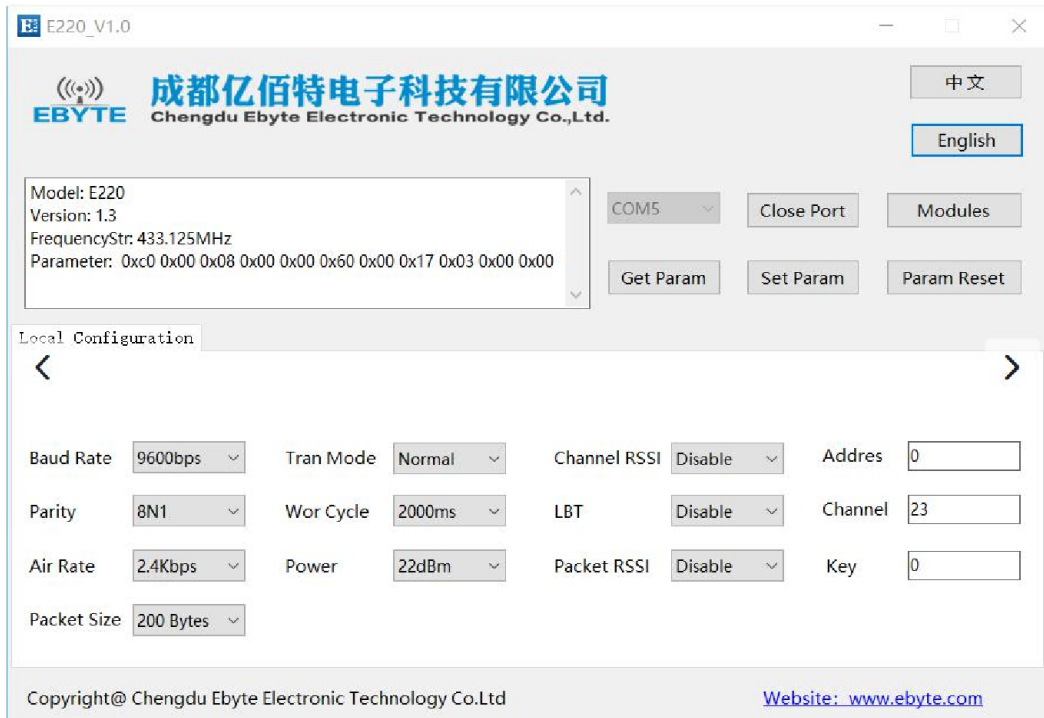 E220_V1.0
EBYTE
成都亿佰特电子科技有限公司
Chengdu Ebyte Electronic Technology Co.,Ltd.
中文
English
Model: E220
Version: 1.3
FrequencyStr: 433.125MHz
Parameter: 0xc0 0x00 0x08 0x00 0x00 0x60 0x00 0x17 0x03 0x00 0x00
COM5
Close Port
Modules
Get Param
Set Param
Param Reset
Local Configuration
Baud Rate 9600bps Tran Mode Normal Channel RSSI Disable Addres 0
Parity 8N1 Wor Cycle 2000ms LBT Disable Channel 23
Air Rate 2.4Kbps Power 22dBm Packet RSSI Disable Key 0
Packet Size 200 Bytes
Copyright@ Chengdu Ebyte Electronic Technology Co.Ltd
Website: www.ebyte.com